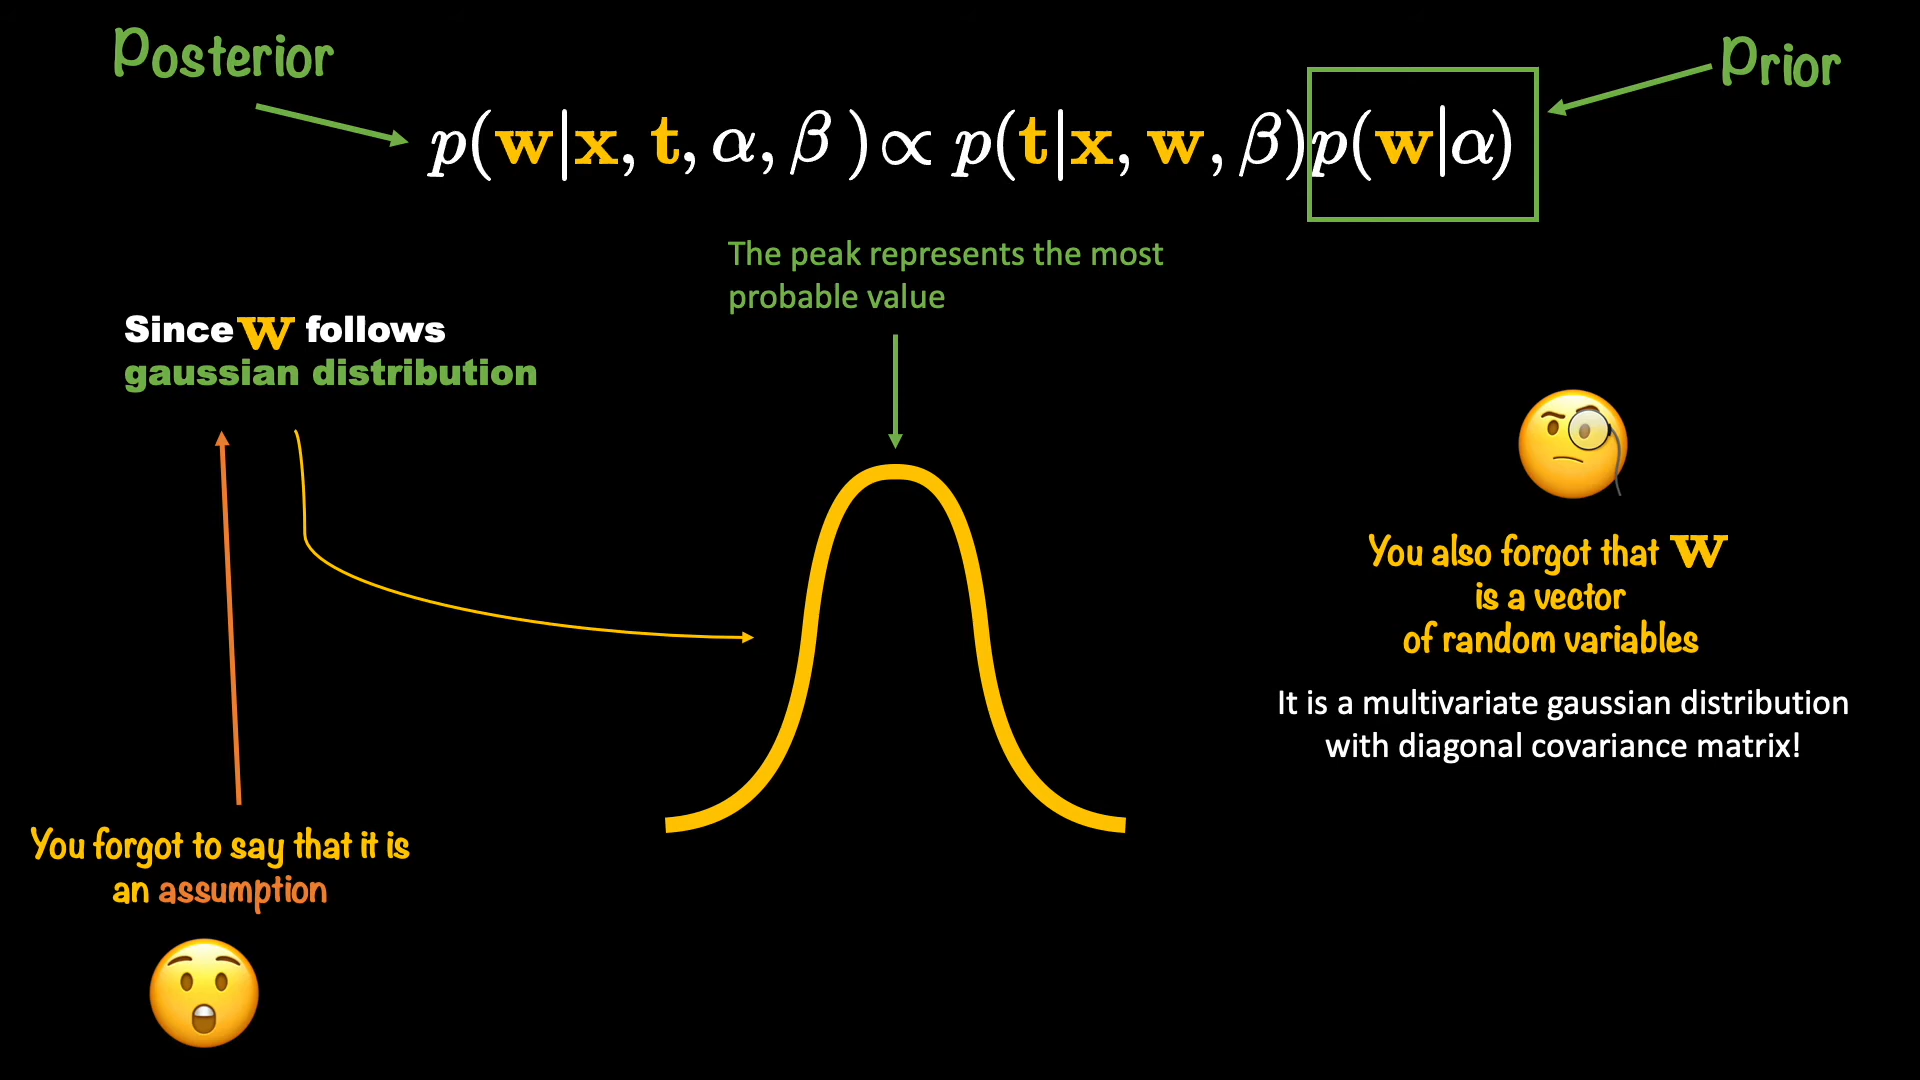 Posterior
Prior
p(w|x, t, α, β )∝ p(t|x, w, β)p(w|α)
The peak represents the most
probable value
Since w follows
gaussian distribution
You also forgot that w
is a vector
of random variables
It is a multivariate gaussian distribution
with diagonal covariance matrix!
You forgot to say that it is
an assumption